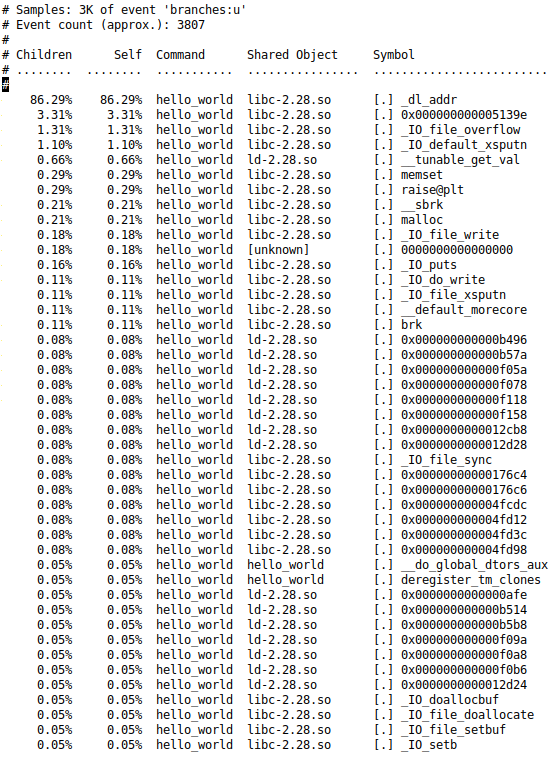 # Samples: 3K of event 'branches:u'
# Event count (approx.): 3807
#
# Children      Self  Command      Shared Object     Symbol
# ........  ........  ...........  ................  .........................
#
    86.29%    86.29%  hello_world  libc-2.28.so      [.] _dl_addr
     3.31%     3.31%  hello_world  libc-2.28.so      [.] 0x000000000005139e
     1.31%     1.31%  hello_world  libc-2.28.so      [.] _IO_file_overflow
     1.10%     1.10%  hello_world  libc-2.28.so      [.] _IO_default_xsputn
     0.66%     0.66%  hello_world  ld-2.28.so        [.] __tunable_get_val
     0.29%     0.29%  hello_world  libc-2.28.so      [.] memset
     0.29%     0.29%  hello_world  libc-2.28.so      [.] raise@plt
     0.21%     0.21%  hello_world  libc-2.28.so      [.] __sbrk
     0.21%     0.21%  hello_world  libc-2.28.so      [.] malloc
     0.18%     0.18%  hello_world  libc-2.28.so      [.] _IO_file_write
     0.18%     0.18%  hello_world  [unknown]         [.] 0000000000000000
     0.16%     0.16%  hello_world  libc-2.28.so      [.] _IO_puts
     0.11%     0.11%  hello_world  libc-2.28.so      [.] _IO_do_write
     0.11%     0.11%  hello_world  libc-2.28.so      [.] _IO_file_xsputn
     0.11%     0.11%  hello_world  libc-2.28.so      [.] __default_morecore
     0.11%     0.11%  hello_world  libc-2.28.so      [.] brk
     0.08%     0.08%  hello_world  ld-2.28.so        [.] 0x000000000000b496
     0.08%     0.08%  hello_world  ld-2.28.so        [.] 0x000000000000b57a
     0.08%     0.08%  hello_world  ld-2.28.so        [.] 0x000000000000f05a
     0.08%     0.08%  hello_world  ld-2.28.so        [.] 0x000000000000f078
     0.08%     0.08%  hello_world  ld-2.28.so        [.] 0x000000000000f118
     0.08%     0.08%  hello_world  ld-2.28.so        [.] 0x000000000000f158
     0.08%     0.08%  hello_world  ld-2.28.so        [.] 0x0000000000012cb8
     0.08%     0.08%  hello_world  ld-2.28.so        [.] 0x0000000000012d28
     0.08%     0.08%  hello_world  libc-2.28.so      [.] _IO_file_sync
     0.08%     0.08%  hello_world  libc-2.28.so      [.] 0x00000000000176c4
     0.08%     0.08%  hello_world  libc-2.28.so      [.] 0x00000000000176c6
     0.08%     0.08%  hello_world  libc-2.28.so      [.] 0x000000000004fcdc
     0.08%     0.08%  hello_world  libc-2.28.so      [.] 0x000000000004fd12
     0.08%     0.08%  hello_world  libc-2.28.so      [.] 0x000000000004fd3c
     0.08%     0.08%  hello_world  libc-2.28.so      [.] 0x000000000004fd98
     0.05%     0.05%  hello_world  hello_world       [.] __do_global_dtors_aux
     0.05%     0.05%  hello_world  hello_world       [.] deregister_tm_clones
     0.05%     0.05%  hello_world  ld-2.28.so        [.] 0x0000000000000afe
     0.05%     0.05%  hello_world  ld-2.28.so        [.] 0x000000000000b514
     0.05%     0.05%  hello_world  ld-2.28.so        [.] 0x000000000000b5b8
     0.05%     0.05%  hello_world  ld-2.28.so        [.] 0x000000000000f09a
     0.05%     0.05%  hello_world  ld-2.28.so        [.] 0x000000000000f0a8
     0.05%     0.05%  hello_world  ld-2.28.so        [.] 0x000000000000f0b6
     0.05%     0.05%  hello_world  ld-2.28.so        [.] 0x0000000000012d24
     0.05%     0.05%  hello_world  libc-2.28.so      [.] _IO_doallocbuf
     0.05%     0.05%  hello_world  libc-2.28.so      [.] _IO_file_doallocate
     0.05%     0.05%  hello_world  libc-2.28.so      [.] _IO_file_setbuf
     0.05%     0.05%  hello_world  libc-2.28.so      [.] _IO_setb